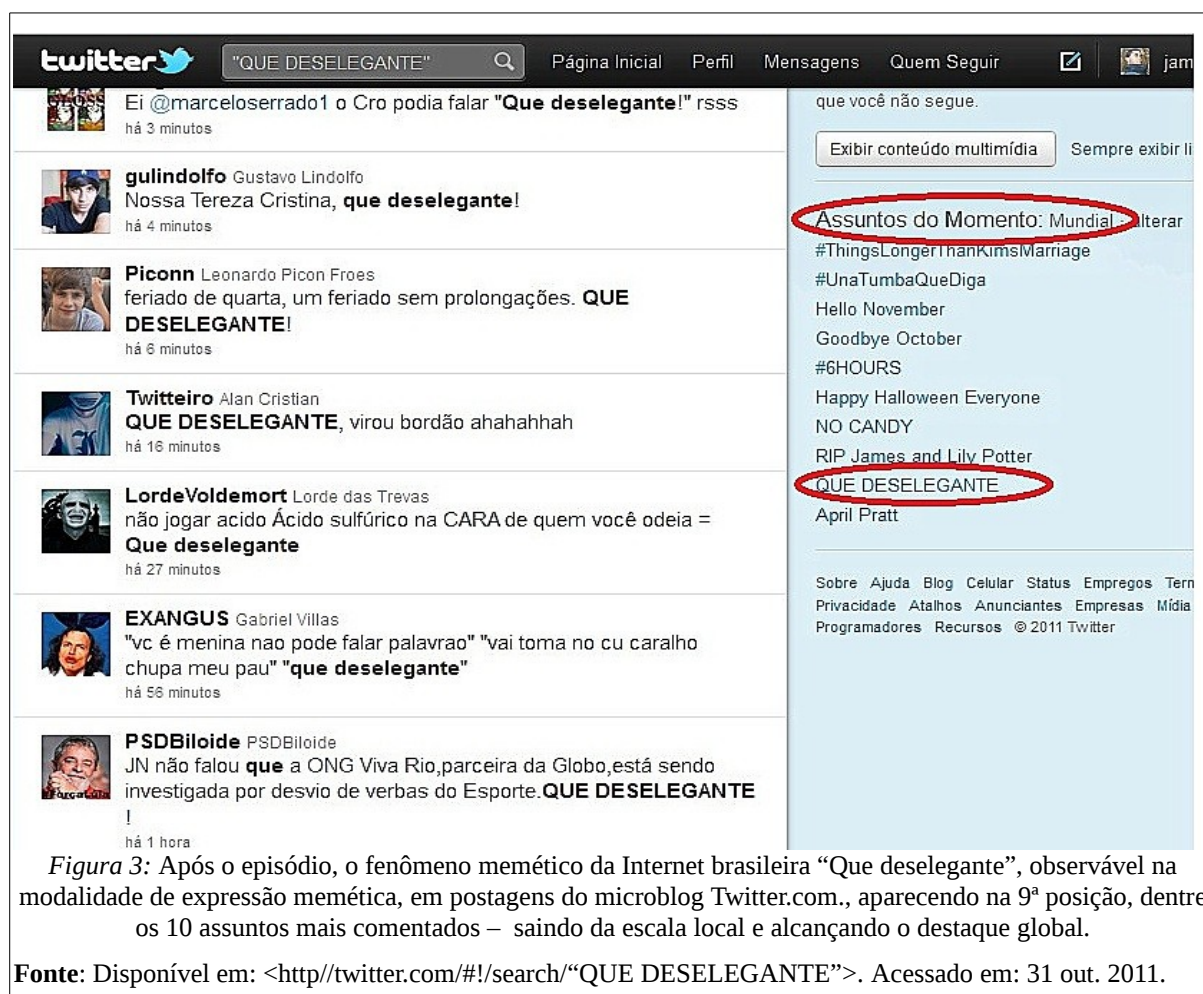 twitter "QUE DESELEGANTE" Página Inicial Perfil Mensagens Quem Seguir jam
GLOSS
Ei @marceloserrado1 o Cro podia falar "Que deselegante!" rsss
há 3 minutos
gulindolfo Gustavo Lindolfo
Nossa Tereza Cristina, que deselegante!
há 4 minutos
Piconn Leonardo Picon Froes
feriado de quarta, um feriado sem prolongações. QUE
DESELEGANTE!
há 6 minutos
Twitteiro Alan Cristian
QUE DESELEGANTE, virou bordão ahahahhah
há 16 minutos
LordeVoldemort Lorde das Trevas
não jogar acido Ácido sulfúrico na CARA de quem você odeia =
Que deselegante
há 27 minutos
EXANGUS Gabriel Villas
"vc é menina nao pode falar palavrao" "vai toma no cu caralho
chupa meu pau" "que deselegante"
há 56 minutos
PSDBiloide PSDBiloide
JN não falou que a ONG Viva Rio,parceira da Globo,está sendo
investigada por desvio de verbas do Esporte.QUE DESELEGANTE
!
há 1 hora
que você não segue.
Exibir conteúdo multimídia Sempre exibir li
Assuntos do Momento: Mundial · alterar
#ThingsLongerThanKimsMarriage
#UnaTumbaQueDiga
Hello November
Goodbye October
#6HOURS
Happy Halloween Everyone
NO CANDY
RIP James and Lily Potter
QUE DESELEGANTE
April Pratt
Sobre Ajuda Blog Celular Status Empregos Tern
Privacidade Atalhos Anunciantes Empresas Mídia
Programadores Recursos © 2011 Twitter
Figura 3: Após o episódio, o fenômeno memético da Internet brasileira “Que deselegante”, observável na
modalidade de expressão memética, em postagens do microblog Twitter.com., aparecendo na 9ª posição, dentre
os 10 assuntos mais comentados – saindo da escala local e alcançando o destaque global.
Fonte: Disponível em: <http//twitter.com/#!/search/“QUE DESELEGANTE”>. Acessado em: 31 out. 2011.